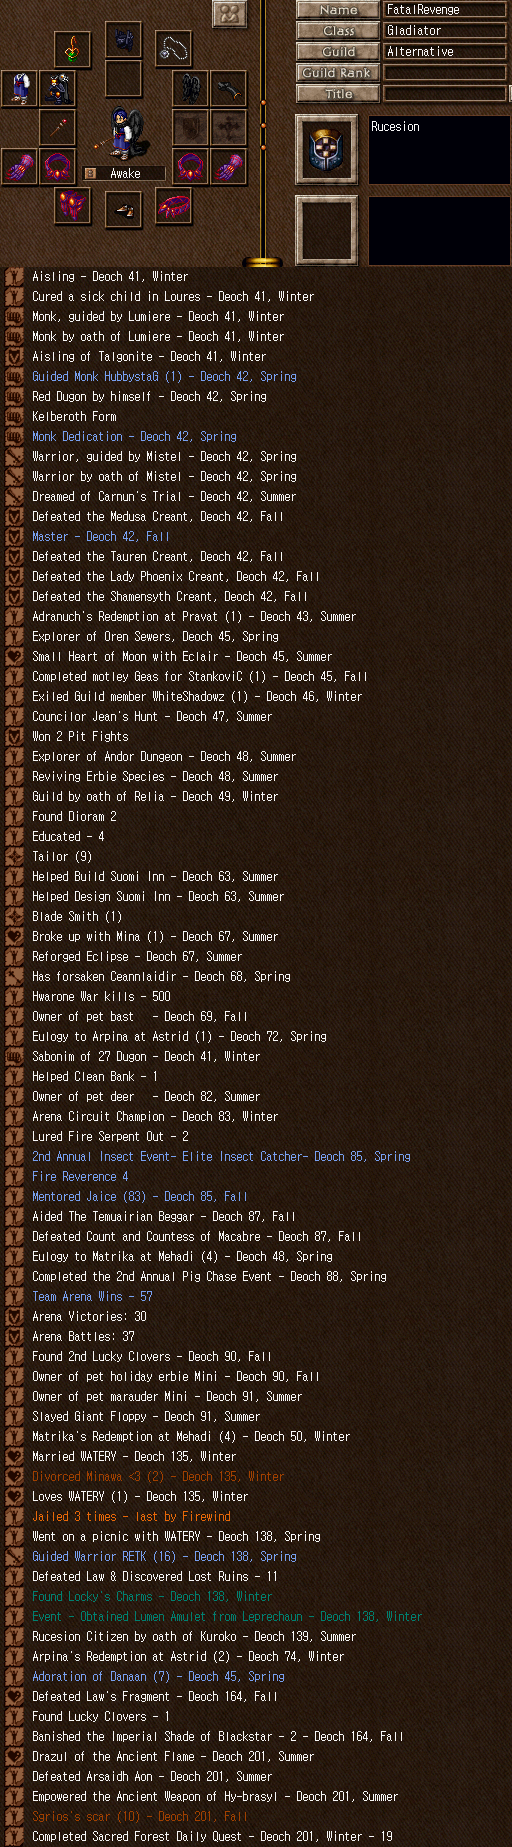 Name FatalRevenge
Class Gladiator
Guild Alternative
Guild Rank
Title
Rucesion
Awake
Aisling - Deoch 41, Winter
Cured a sick child in Loures - Deoch 41, Winter
Monk, guided by Lumiere - Deoch 41, Winter
Monk by oath of Lumiere - Deoch 41, Winter
Aisling of Talgonite - Deoch 41, Winter
Guided Monk HubbystaG (1) - Deoch 42, Spring
Red Dugon by himself - Deoch 42, Spring
Kelberoth Form
Monk Dedication - Deoch 42, Spring
Warrior, guided by Mistel - Deoch 42, Spring
Warrior by oath of Mistel - Deoch 42, Spring
Dreamed of Carnun's Trial - Deoch 42, Summer
Defeated the Medusa Creant, Deoch 42, Fall
Master - Deoch 42, Fall
Defeated the Tauren Creant, Deoch 42, Fall
Defeated the Lady Phoenix Creant, Deoch 42, Fall
Defeated the Shamensyth Creant, Deoch 42, Fall
Adranuch's Redemption at Pravat (1) - Deoch 43, Summer
Explorer of Oren Sewers, Deoch 45, Spring
Small Heart of Moon with Eclair - Deoch 45, Summer
Completed motley Geas for StankoviC (1) - Deoch 45, Fall
Exiled Guild member WhiteShadowz (1) - Deoch 46, Winter
Councilor Jean's Hunt - Deoch 47, Summer
Won 2 Pit Fights
Explorer of Andor Dungeon - Deoch 48, Summer
Reviving Erbie Species - Deoch 48, Summer
Guild by oath of Relia - Deoch 49, Winter
Found Dioram 2
Educated - 4
Tailor (9)
Helped Build Suomi Inn - Deoch 63, Summer
Helped Design Suomi Inn - Deoch 63, Summer
Blade Smith (1)
Broke up with Mina (1) - Deoch 67, Summer
Reforged Eclipse - Deoch 67, Summer
Has forsaken Ceannlaidir - Deoch 68, Spring
Hwarone War kills - 500
Owner of pet bast   - Deoch 69, Fall
Eulogy to Arpina at Astrid (1) - Deoch 72, Spring
Sabonim of 27 Dugon - Deoch 41, Winter
Helped Clean Bank - 1
Owner of pet deer   - Deoch 82, Summer
Arena Circuit Champion - Deoch 83, Winter
Lured Fire Serpent Out - 2
2nd Annual Insect Event- Elite Insect Catcher- Deoch 85, Spring
Fire Reverence 4
Mentored Jaice (83) - Deoch 85, Fall
Aided The Temuairian Beggar - Deoch 87, Fall
Defeated Count and Countess of Macabre - Deoch 87, Fall
Eulogy to Matrika at Mehadi (4) - Deoch 48, Spring
Completed the 2nd Annual Pig Chase Event - Deoch 88, Spring
Team Arena Wins - 57
Arena Victories: 30
Arena Battles: 37
Found 2nd Lucky Clovers - Deoch 90, Fall
Owner of pet holiday erbie Mini - Deoch 90, Fall
Owner of pet marauder Mini - Deoch 91, Summer
Slayed Giant Floppy - Deoch 91, Summer
Matrika's Redemption at Mehadi (4) - Deoch 50, Winter
Married WATERY - Deoch 135, Winter
Divorced Minawa <3 (2) - Deoch 135, Winter
Loves WATERY (1) - Deoch 135, Winter
Jailed 3 times - last by Firewind
Went on a picnic with WATERY - Deoch 138, Spring
Guided Warrior RETK (16) - Deoch 138, Spring
Defeated Law & Discovered Lost Ruins - 11
Found Locky's Charms - Deoch 138, Winter
Event - Obtained Lumen Amulet from Leprechaun - Deoch 138, Winter
Rucesion Citizen by oath of Kuroko - Deoch 139, Summer
Arpina's Redemption at Astrid (2) - Deoch 74, Winter
Adoration of Danaan (7) - Deoch 45, Spring
Defeated Law's Fragment - Deoch 164, Fall
Found Lucky Clovers - 1
Banished the Imperial Shade of Blackstar - 2 - Deoch 164, Fall
Drazul of the Ancient Flame - Deoch 201, Summer
Defeated Arsaidh Aon - Deoch 201, Summer
Empowered the Ancient Weapon of Hy-brasyl - Deoch 201, Summer
Sgrios's scar (10) - Deoch 201, Fall
Completed Sacred Forest Daily Quest - Deoch 201, Winter - 19